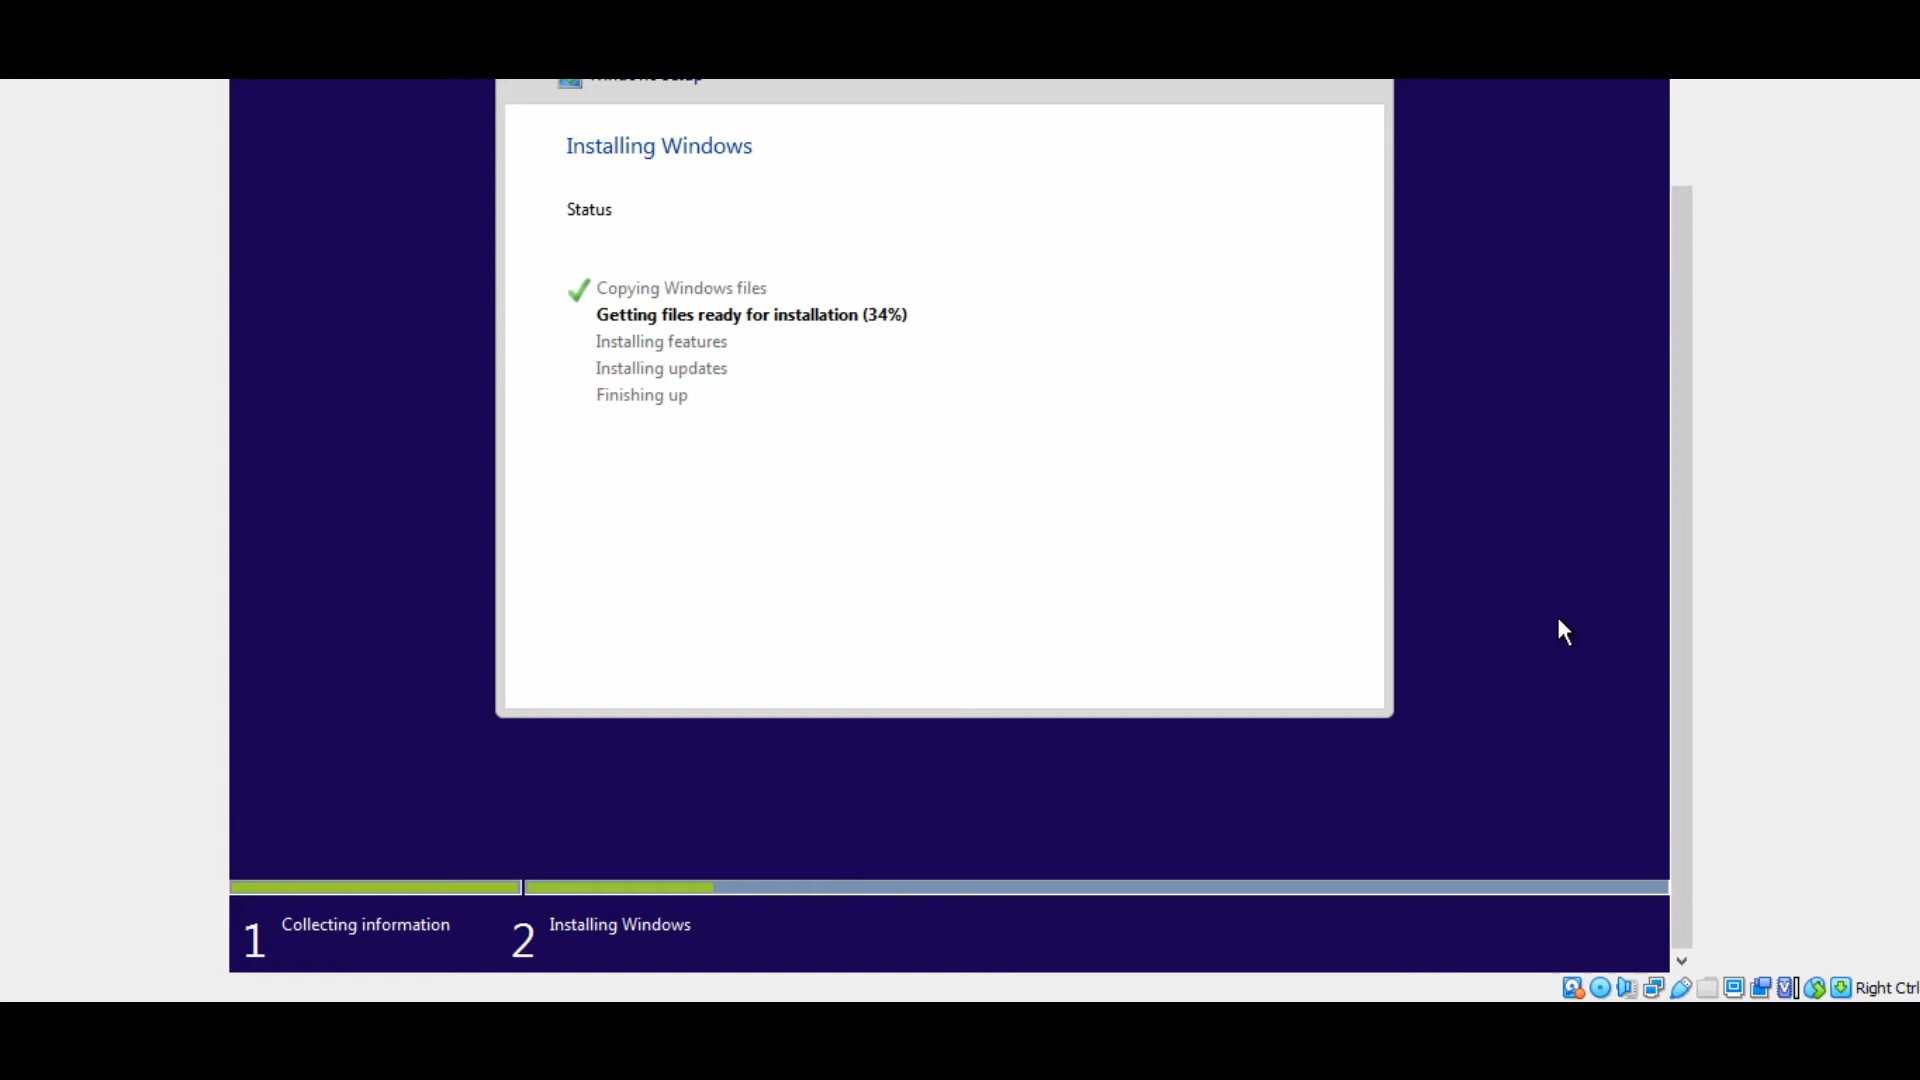 Installing Windows
Status
Copying Windows files
Getting files ready for installation (34%)
Installing features
Installing updates
Finishing up
1 Collecting information
2 Installing Windows
Right Ctrl